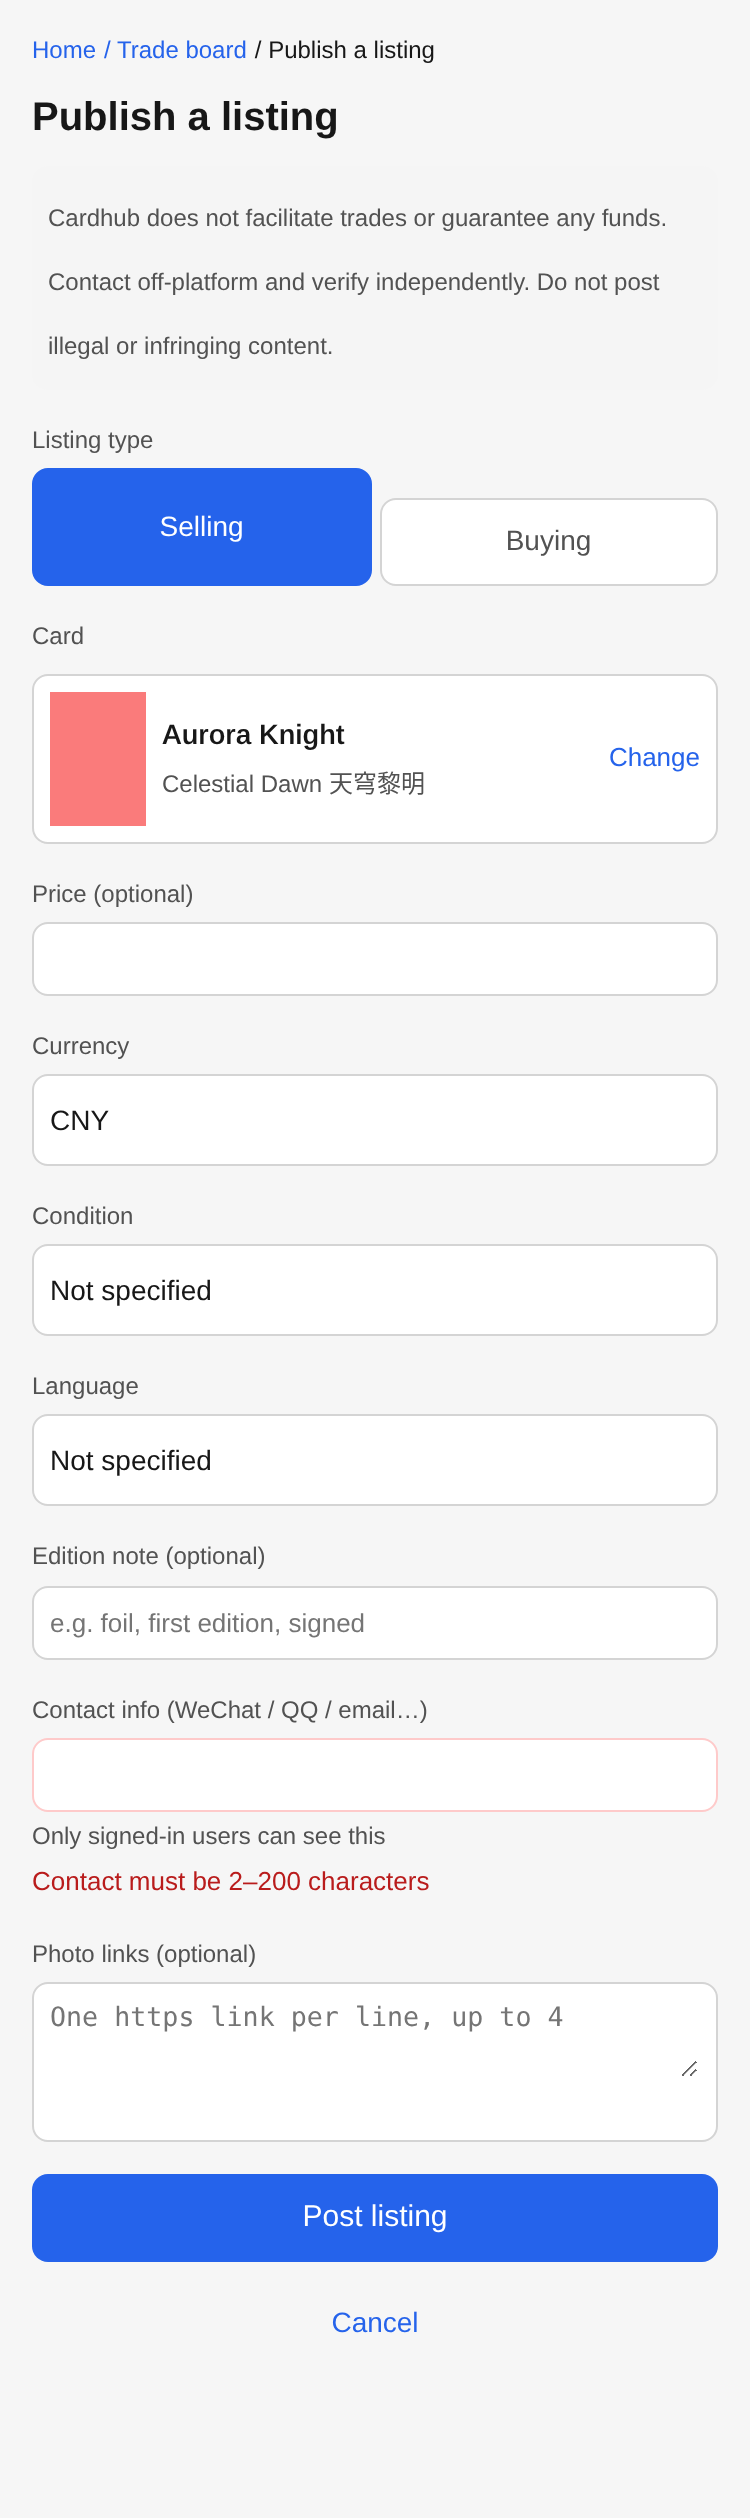 Home / Trade board / Publish a listing
Publish a listing
Cardhub does not facilitate trades or guarantee any funds.
Contact off-platform and verify independently. Do not post
illegal or infringing content.
Listing type
Selling
Buying
Card
Aurora Knight
Celestial Dawn 天穹黎明
Change
Price (optional)
Currency
CNY
Condition
Not specified
Language
Not specified
Edition note (optional)
e.g. foil, first edition, signed
Contact info (WeChat / QQ / email…)
Only signed-in users can see this
Contact must be 2–200 characters
Photo links (optional)
One https link per line, up to 4
Post listing
Cancel